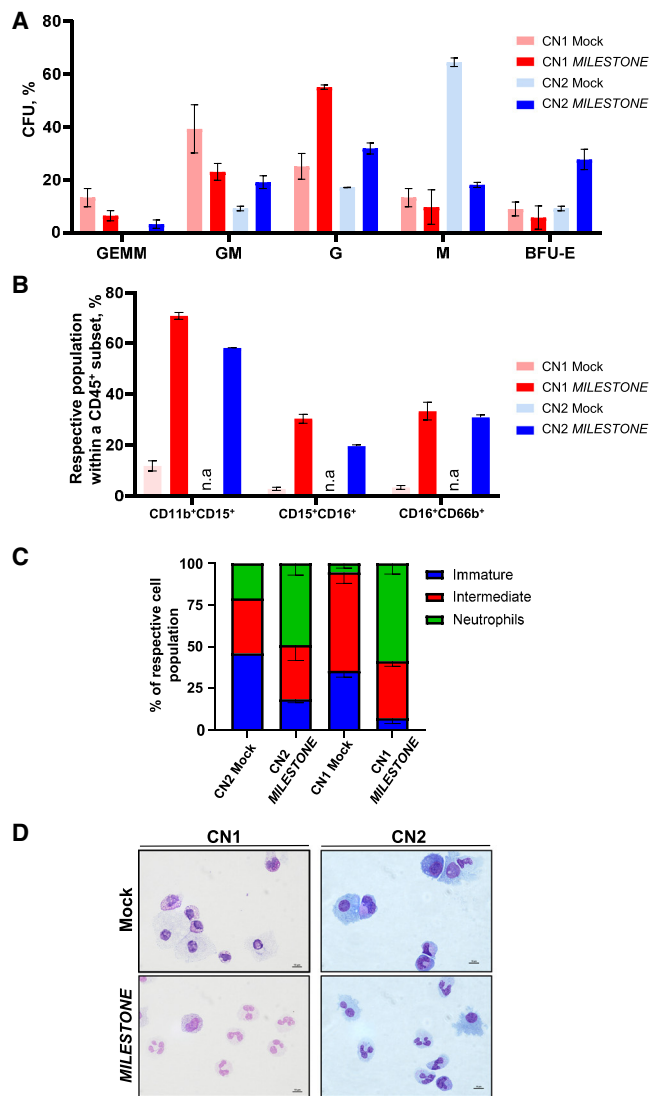 A
CFU, %
80
60
40
20
0
GEMM
GM
G
M
BFU-E
CN1 Mock
CN1 MILESTONE
CN2 Mock
CN2 MILESTONE
B
Respective population
within a CD45⁺ subset, %
80
60
40
20
0
n.a
n.a
n.a
CD11b⁺CD15⁺
CD15⁺CD16⁺
CD16⁺CD66b⁺
CN1 Mock
CN1 MILESTONE
CN2 Mock
CN2 MILESTONE
C
% of respective cell
population
100
75
50
25
0
CN2 Mock
CN2
MILESTONE
CN1 Mock
CN1
MILESTONE
Immature
Intermediate
Neutrophils
D
CN1
CN2
Mock
MILESTONE